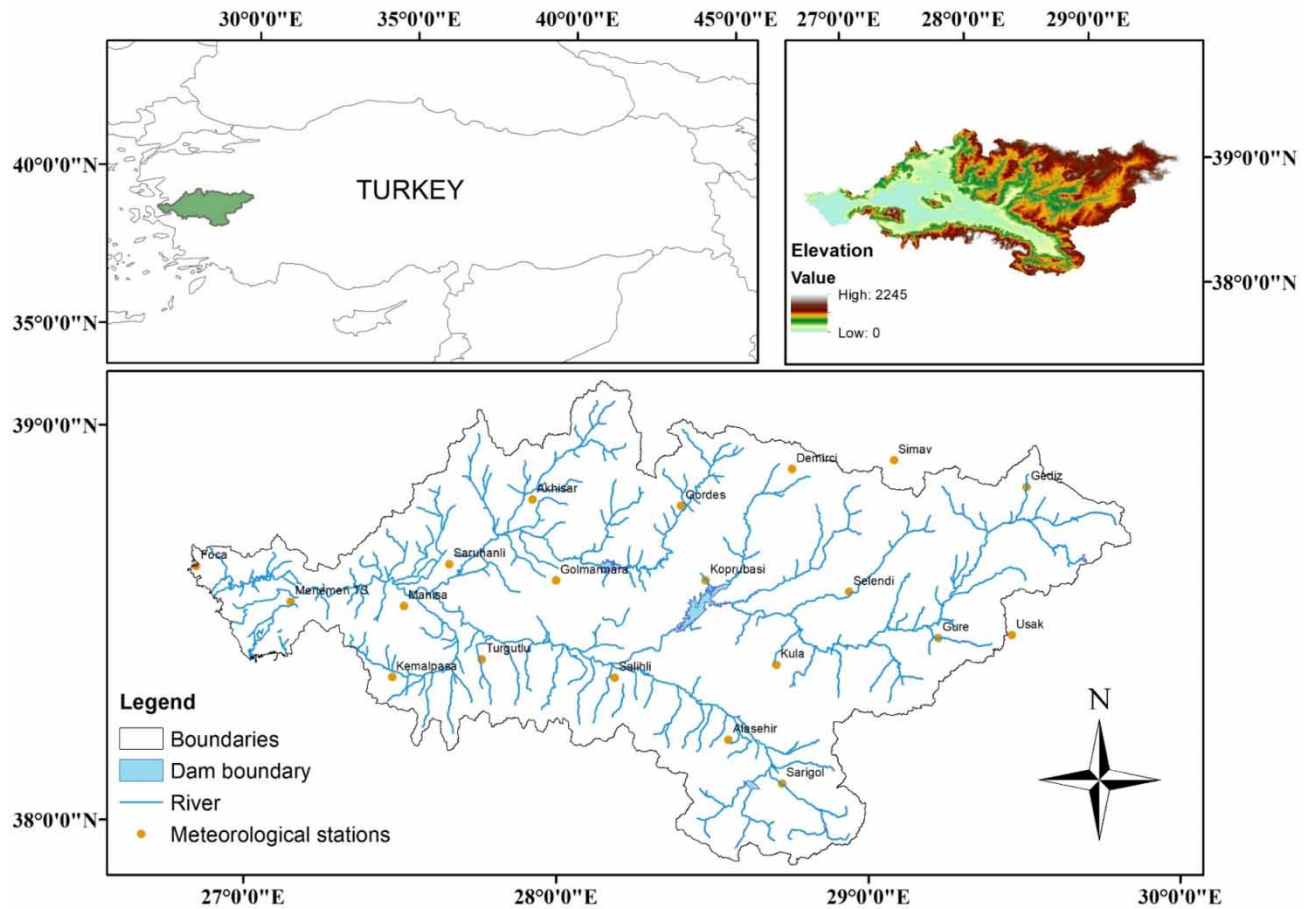 30°0'0"E 35°0'0"E 40°0'0"E 45°0'0"E
27°0'0"E 28°0'0"E 29°0'0"E
40°0'0"N
35°0'0"N
TURKEY
39°0'0"N
38°0'0"N
Elevation
Value
High: 2245
Low: 0
39°0'0"N
38°0'0"N
Simav
Demirci
Gediz
Akhisar
Gordes
Foca
Saruhanli
Golmarmara
Koprubasi
Selendi
Menemen TS
Manisa
Gure
Usak
Turgutlu
Kula
Kemalpasa
Salihli
Alasehir
Sarigol
Legend
Boundaries
Dam boundary
River
Meteorological stations
N
27°0'0"E 28°0'0"E 29°0'0"E 30°0'0"E